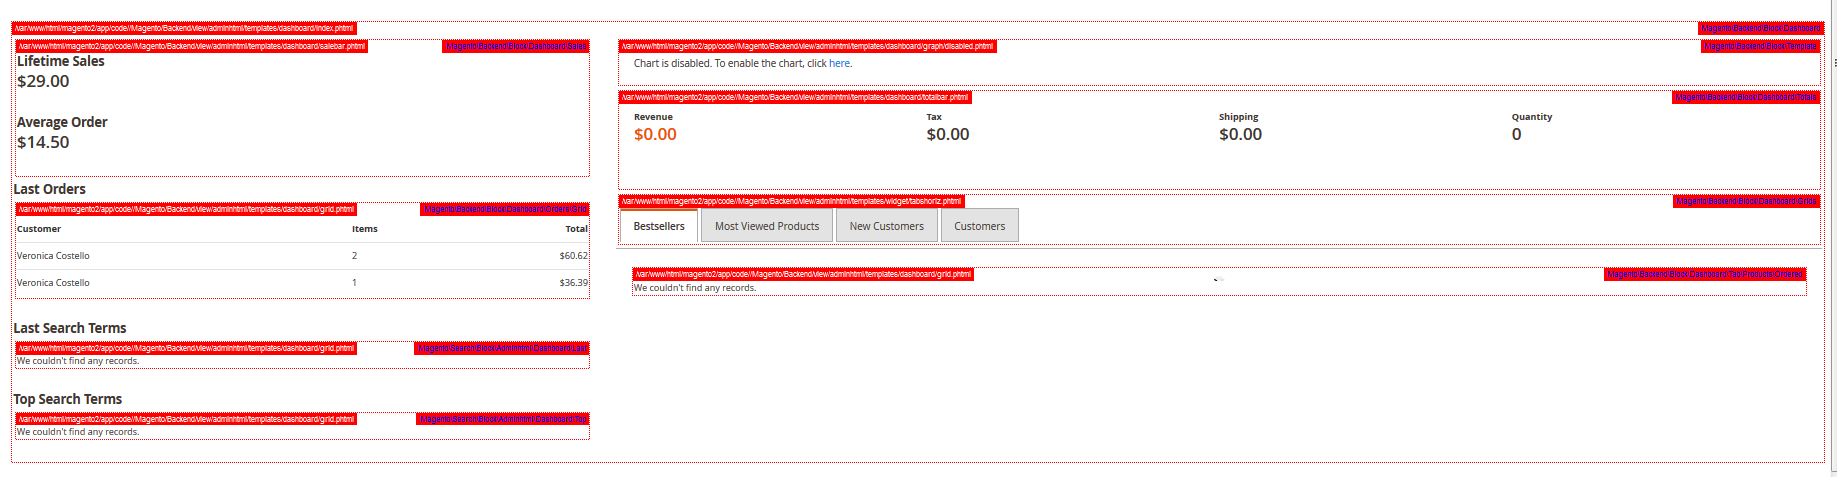 /var/www/html/magento2/app/code//Magento/Backend/view/adminhtml/templates/dashboard/index.phtml
Magento\Backend\Block\Dashboard
/var/www/html/magento2/app/code//Magento/Backend/view/adminhtml/templates/dashboard/salebar.phtml
Magento\Backend\Block\Dashboard\Sales
Lifetime Sales
$29.00
Average Order
$14.50
Last Orders
/var/www/html/magento2/app/code//Magento/Backend/view/adminhtml/templates/dashboard/grid.phtml
Magento\Backend\Block\Dashboard\Orders\Grid
Customer Items Total
Veronica Costello 2 $60.62
Veronica Costello 1 $36.39
Last Search Terms
/var/www/html/magento2/app/code//Magento/Backend/view/adminhtml/templates/dashboard/grid.phtml
Magento\Search\Block\Adminhtml\Dashboard\Last
We couldn't find any records.
Top Search Terms
/var/www/html/magento2/app/code//Magento/Backend/view/adminhtml/templates/dashboard/grid.phtml
Magento\Search\Block\Adminhtml\Dashboard\Top
We couldn't find any records.
/var/www/html/magento2/app/code//Magento/Backend/view/adminhtml/templates/dashboard/graph/disabled.phtml
Magento\Backend\Block\Template
Chart is disabled. To enable the chart, click here.
/var/www/html/magento2/app/code//Magento/Backend/view/adminhtml/templates/dashboard/totalbar.phtml
Magento\Backend\Block\Dashboard\Totals
Revenue Tax Shipping Quantity
$0.00 $0.00 $0.00 0
/var/www/html/magento2/app/code//Magento/Backend/view/adminhtml/templates/widget/tabshoriz.phtml
Magento\Backend\Block\Dashboard\Grids
Bestsellers Most Viewed Products New Customers Customers
/var/www/html/magento2/app/code//Magento/Backend/view/adminhtml/templates/dashboard/grid.phtml
Magento\Backend\Block\Dashboard\Tab\Products\Ordered
We couldn't find any records.